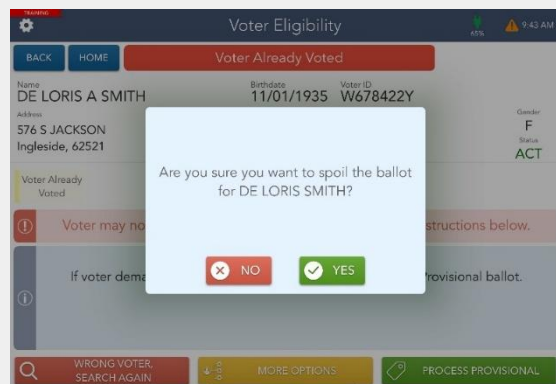 TRAINING
Voter Eligibility
65%
9:43 AM
BACK
HOME
Voter Already Voted
Name
DE LORIS A SMITH
Birthdate
11/01/1935
Voter ID
W678422Y
Address
576 S JACKSON
Ingleside, 62521
Gender
F
Status
ACT
Voter Already
Voted
Are you sure you want to spoil the ballot
for DE LORIS SMITH?
NO
YES
Voter may no
structions below.
If voter dema
Provisional ballot.
WRONG VOTER,
SEARCH AGAIN
MORE OPTIONS
PROCESS PROVISIONAL